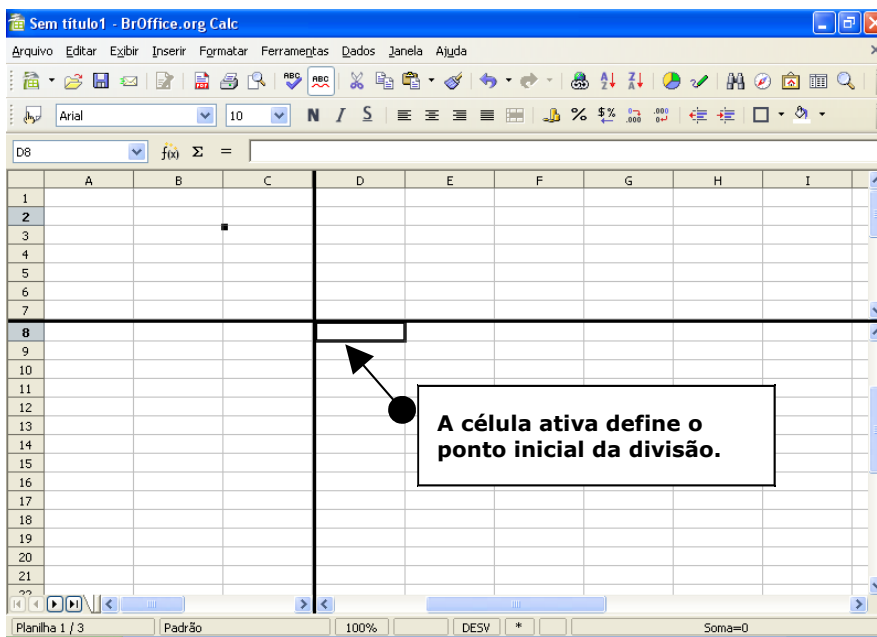 Sem título1 - BrOffice.org Calc
Arquivo Editar Exibir Inserir Formatar Ferramentas Dados Janela Ajuda
Arial 10 N I S
D8 f(x) Σ =
A B C D E F G H I
1
2
3
4
5
6
7
8
9
10
11
12
13
14
15
16
17
18
19
20
21
22
A célula ativa define o
ponto inicial da divisão.
Planilha 1 / 3 Padrão 100% DESV * Soma=0